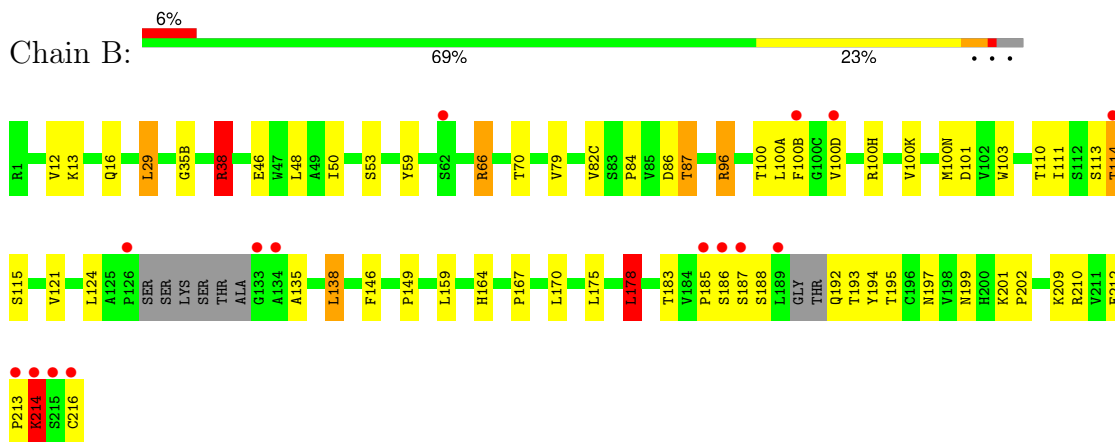 6%
Chain B:
69% 23% • • •
R1 V12 K13 Q16 L29 G35B R38 E46 W47 L48 A49 I50 S53 Y59 S62 R66 T70 V79 V82C S83 P84 V85 D86 T87 R96 T100 L100A F100B G100C V100D R100H V100K M100N D101 V102 W103 T110 I111 S112 S113 T114
S115 V121 L124 A125 P126 SER SER LYS SER THR ALA G133 A134 A135 L138 F146 P149 L159 H164 P167 L170 L175 L178 T183 V184 P185 S186 S187 S188 L189 GLY THR Q192 T193 Y194 T195 C196 N197 V198 N199 H200 K201 P202 K209 R210 V211
P213 K214 S215 C216